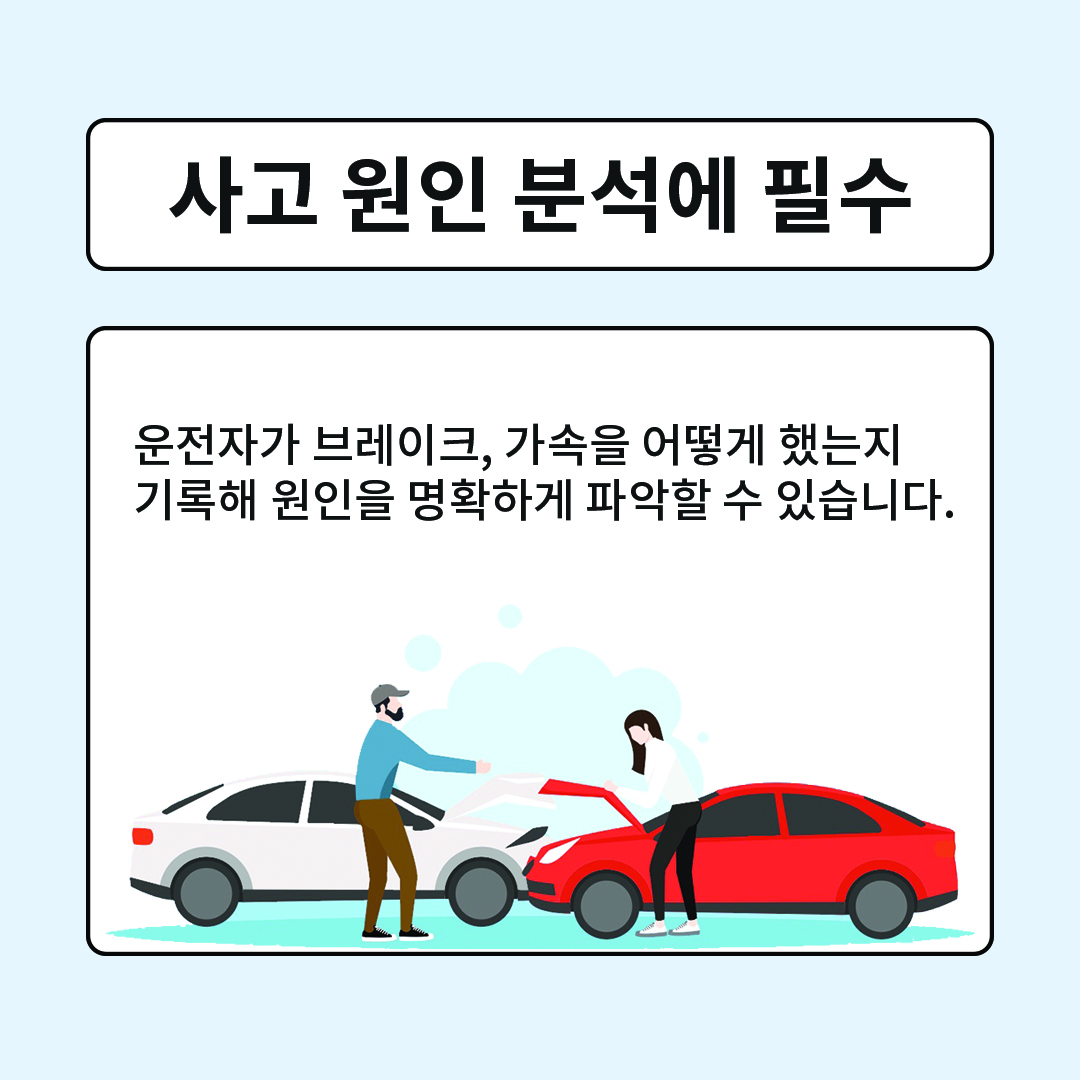 사고 원인 분석에 필수
운전자가 브레이크, 가속을 어떻게 했는지
기록해 원인을 명확하게 파악할 수 있습니다.